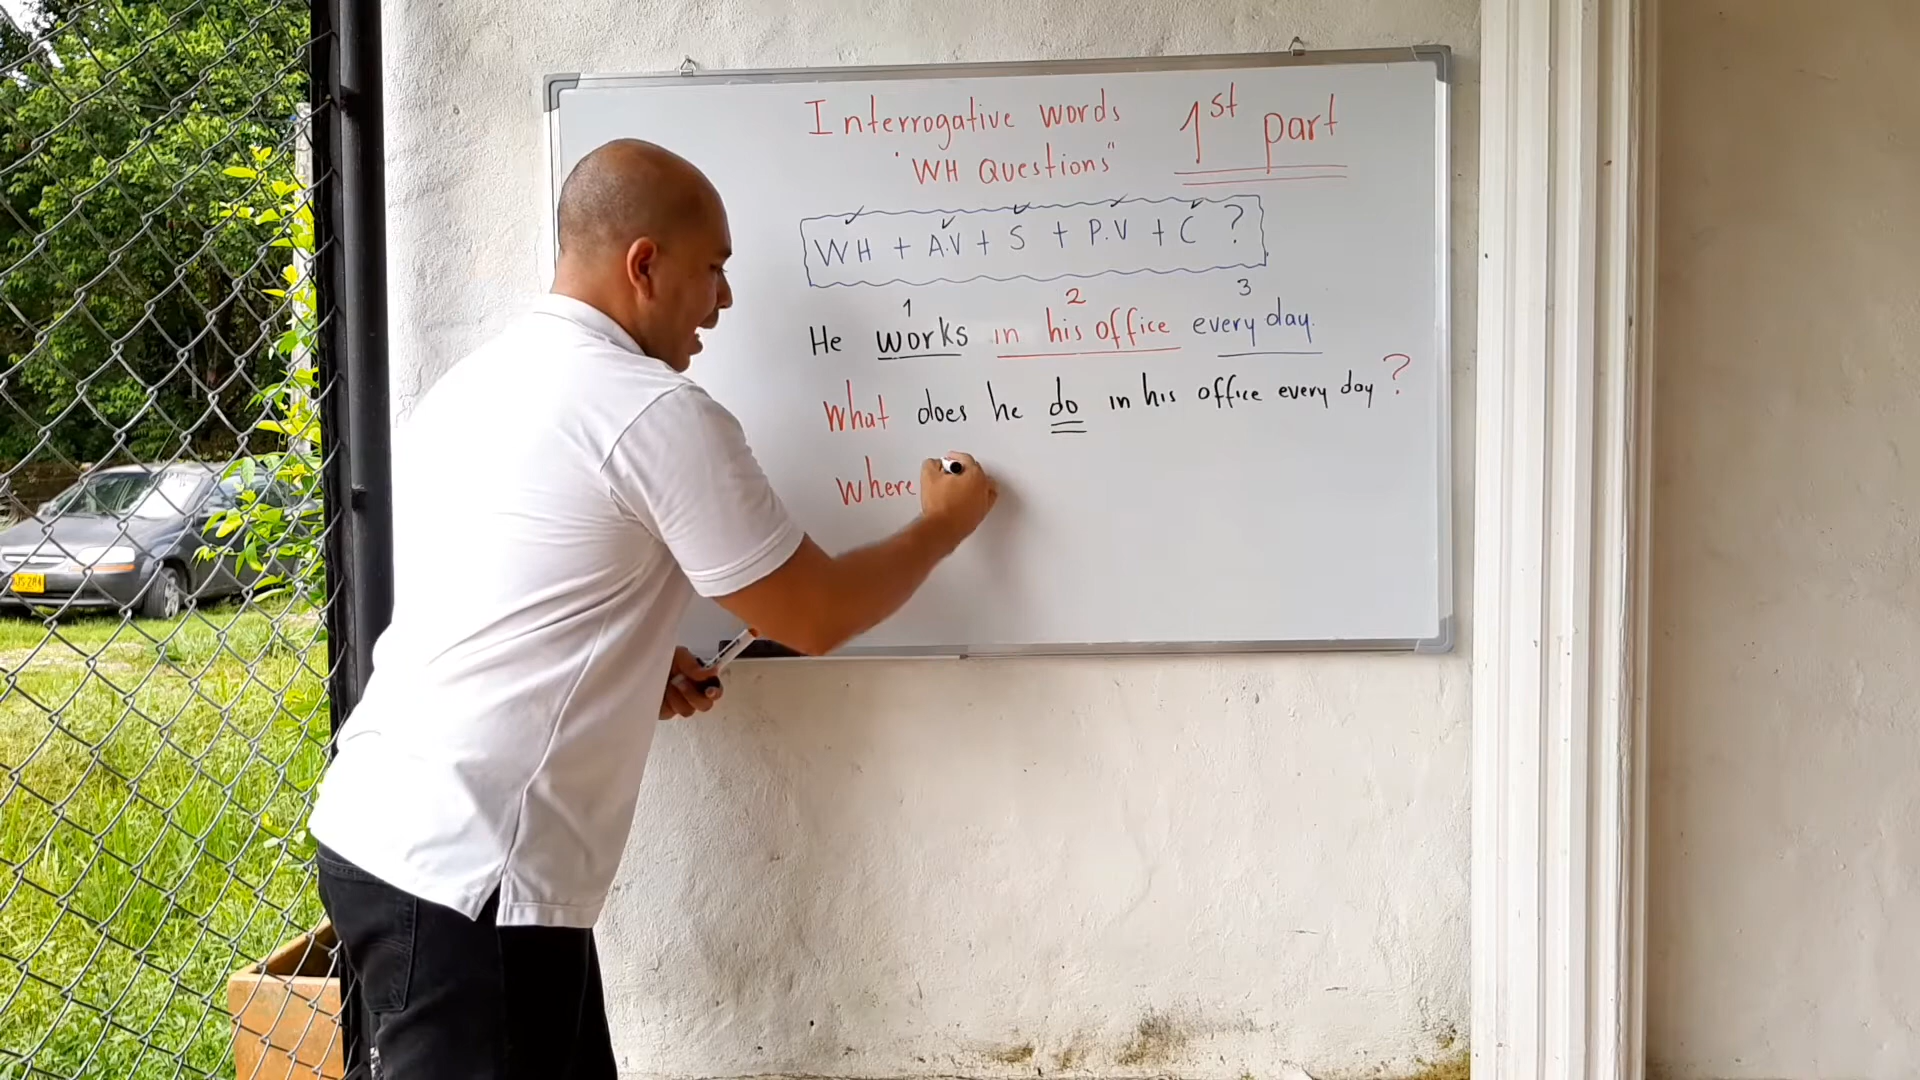 Interrogative words 1st part
"WH Questions"
WH + A.V + S + P.V + C ?
1 2 3
He works in his office every day.
What does he do in his office every day ?
Where